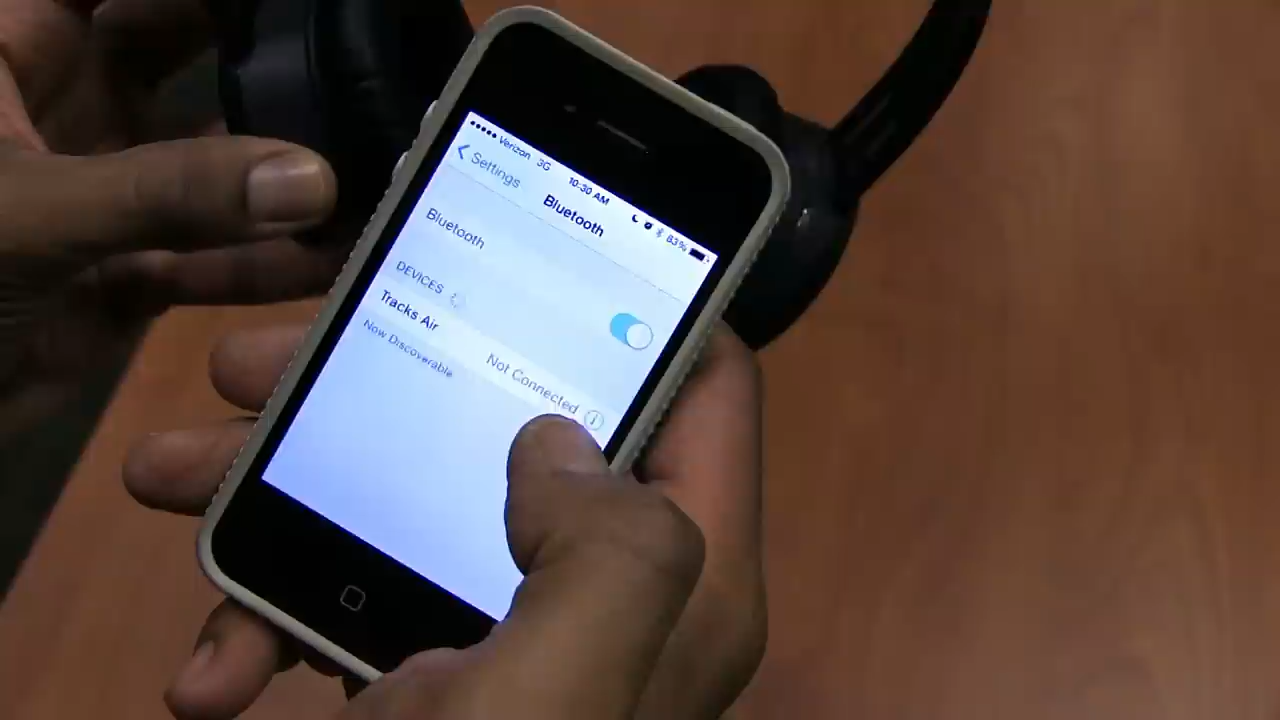 Verizon 3G 10:30 AM 83%
Settings Bluetooth
Bluetooth
DEVICES
Tracks Air Not Connected
Now Discoverable